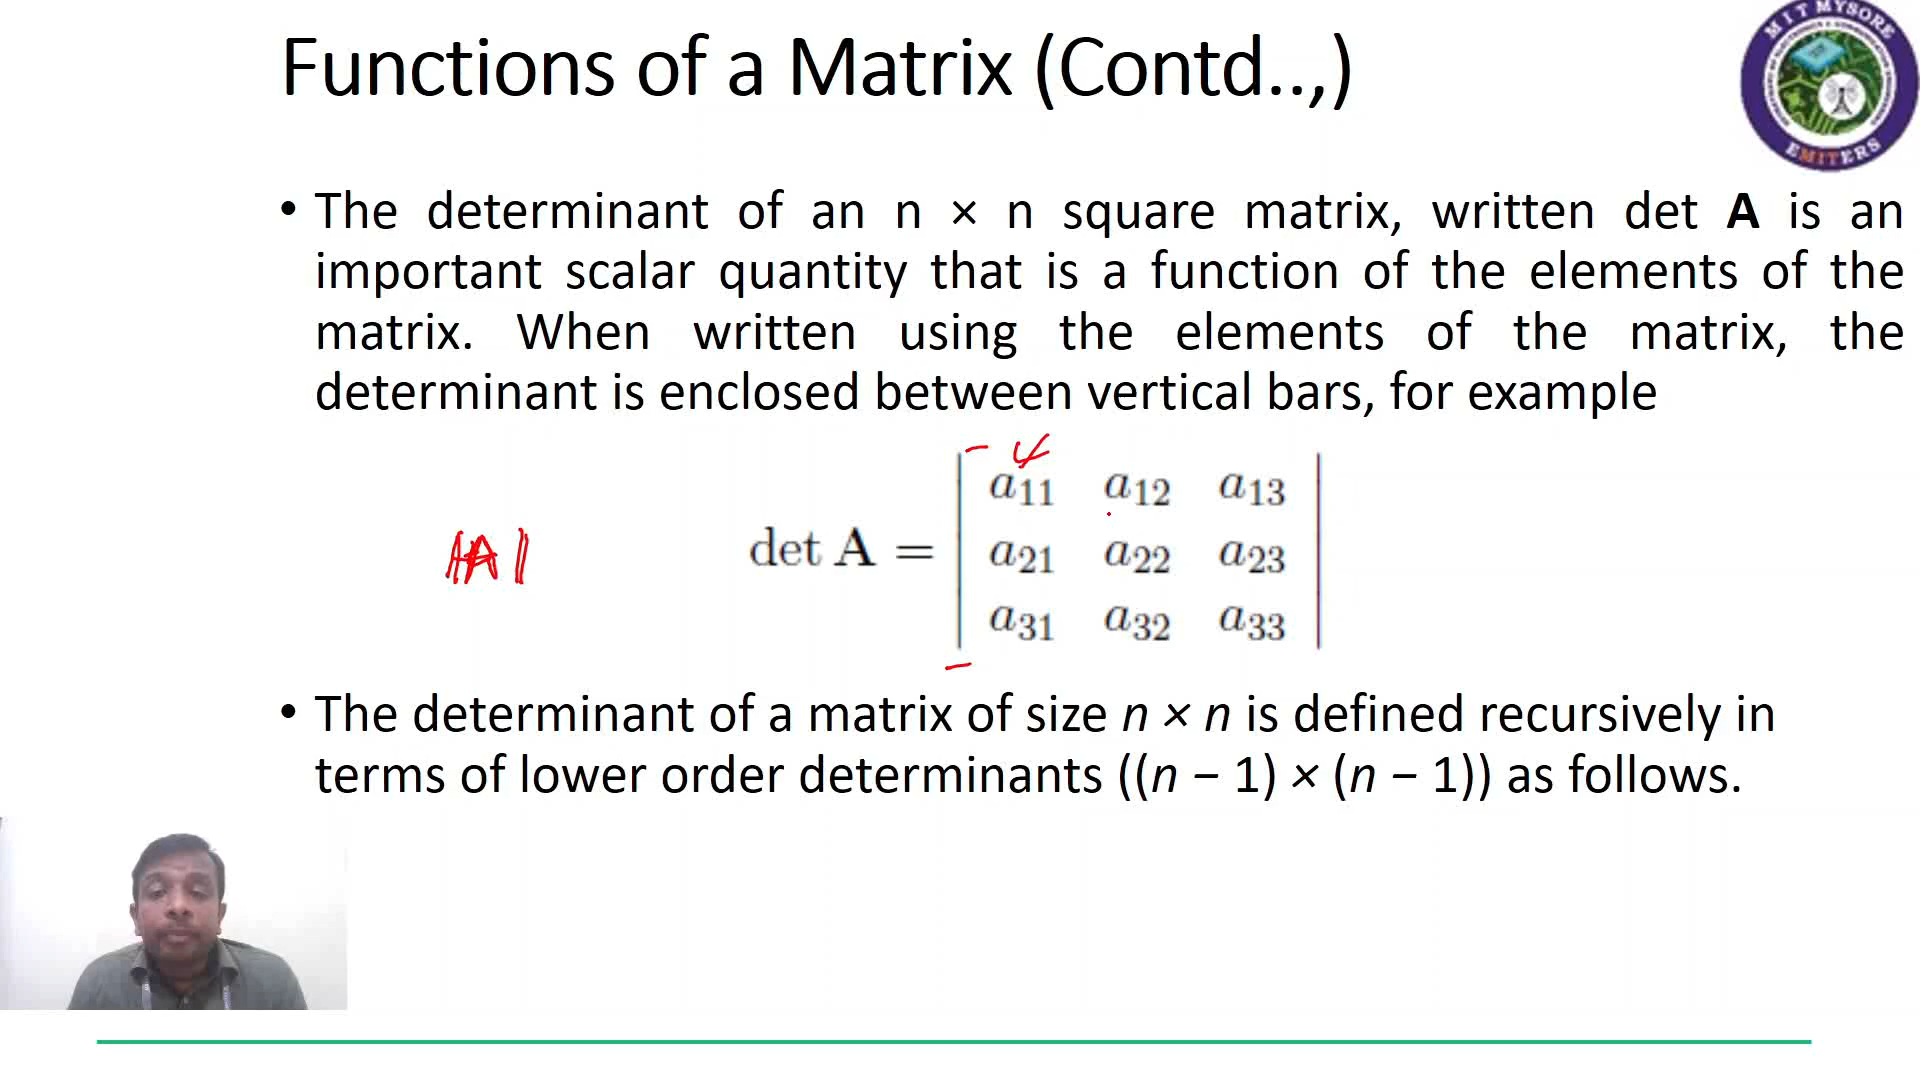 Functions of a Matrix (Contd..,)
MIT MYSORE
EMITERS
• The determinant of an n × n square matrix, written det A is an
important scalar quantity that is a function of the elements of the
matrix. When written using the elements of the matrix, the
determinant is enclosed between vertical bars, for example
|A|
det A = | a11 a12 a13 |
| a21 a22 a23 |
| a31 a32 a33 |
• The determinant of a matrix of size n × n is defined recursively in
terms of lower order determinants ((n − 1) × (n − 1)) as follows.